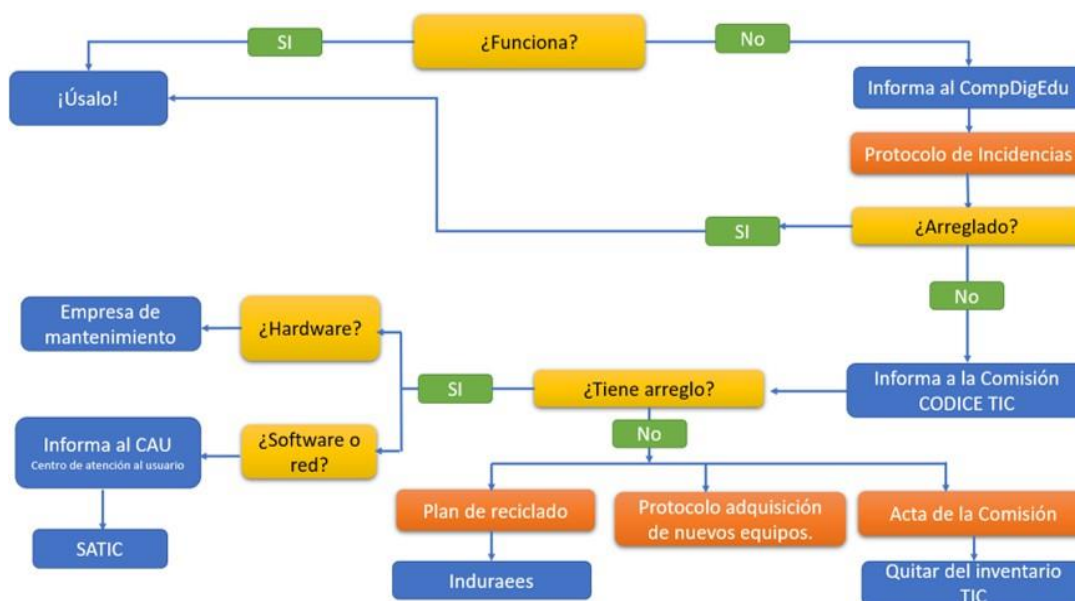 SI
¿Funciona?
No
¡Úsalo!
Informa al CompDigEdu
Protocolo de Incidencias
SI
¿Arreglado?
No
Empresa de
mantenimiento
¿Hardware?
SI
¿Tiene arreglo?
Informa a la Comisión
CODICE TIC
Informa al CAU
Centro de atención al usuario
¿Software o
red?
No
SATIC
Plan de reciclado
Protocolo adquisición
de nuevos equipos.
Acta de la Comisión
Induraees
Quitar del inventario
TIC